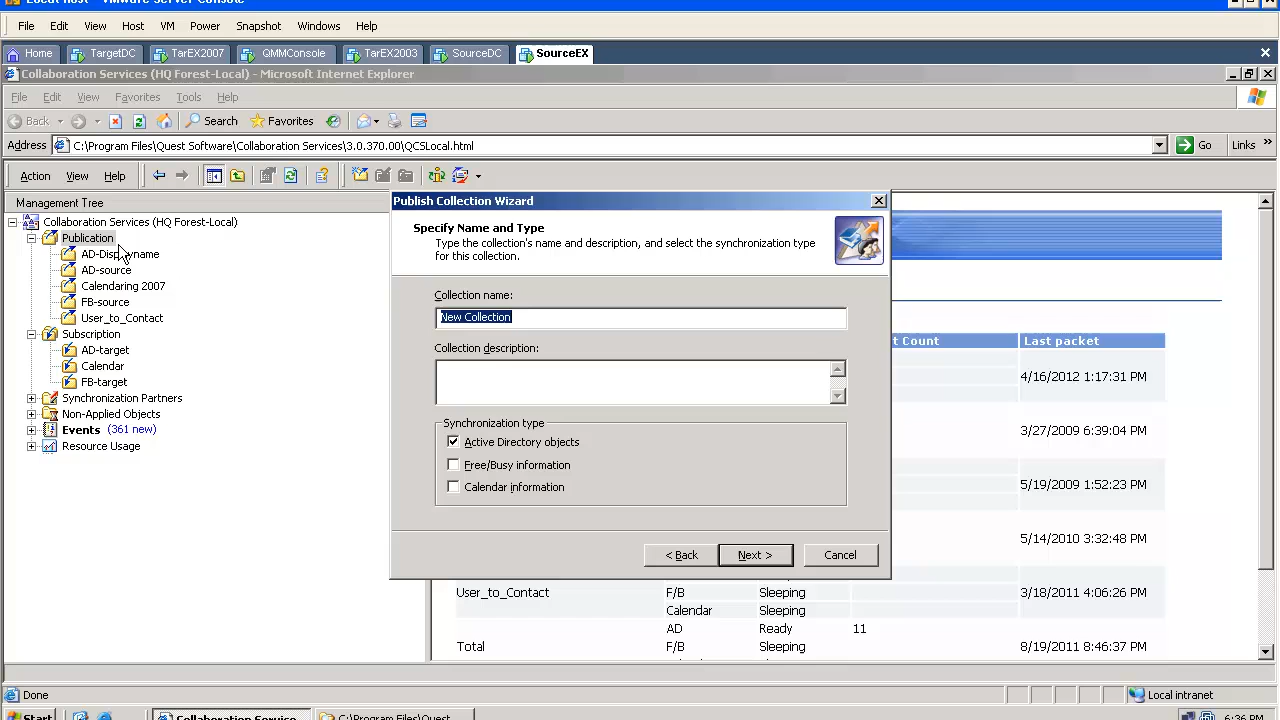 Local host - VMware Server Console
File Edit View Host VM Power Snapshot Windows Help
Home TargetDC TarEX2007 QMMConsole TarEX2003 SourceDC SourceEX
Collaboration Services (HQ Forest-Local) - Microsoft Internet Explorer
File Edit View Favorites Tools Help
Back Search Favorites
Address C:\Program Files\Quest Software\Collaboration Services\3.0.370.00\QCSLocal.html Go Links »
Action View Help
Management Tree
Collaboration Services (HQ Forest-Local)
Publication
AD-Displayname
AD-source
Calendaring 2007
FB-source
User_to_Contact
Subscription
AD-target
Calendar
FB-target
Synchronization Partners
Non-Applied Objects
Events (361 new)
Resource Usage
Publish Collection Wizard
Specify Name and Type
Type the collection's name and description, and select the synchronization type
for this collection.
Collection name:
New Collection
Collection description:
Synchronization type
Active Directory objects
Free/Busy information
Calendar information
< Back Next > Cancel
t Count Last packet
4/16/2012 1:17:31 PM
3/27/2009 6:39:04 PM
5/19/2009 1:52:23 PM
5/14/2010 3:32:48 PM
User_to_Contact F/B Sleeping 3/18/2011 4:06:26 PM
Calendar Sleeping
AD Ready 11
Total F/B Sleeping 8/19/2011 8:46:37 PM
Done Local intranet
Start Collaboration Service C:\Program Files\Quest 6:36 PM